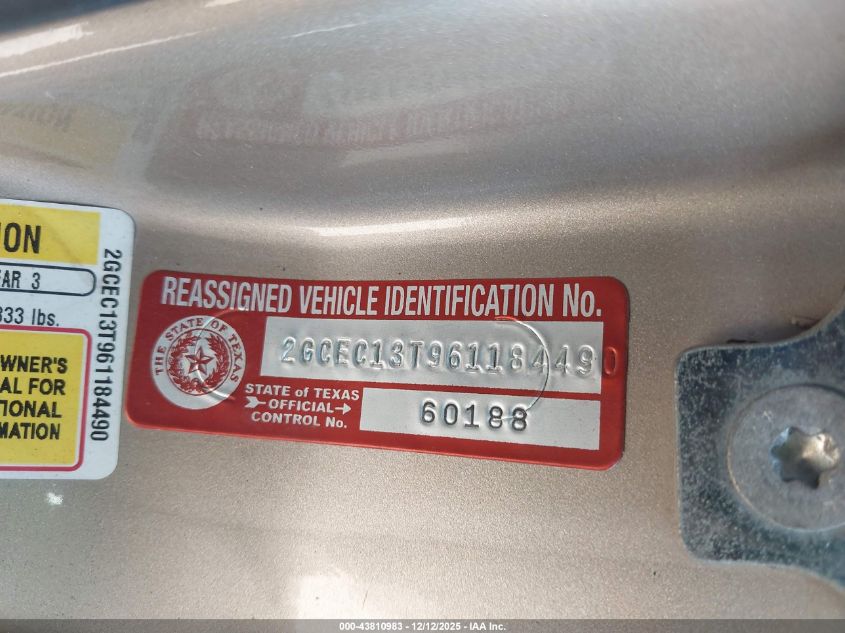 ION
EAR 3
333 lbs.
WNER'S
AL FOR
TIONAL
MATION
2GCEC13T961184490
REASSIGNED VEHICLE IDENTIFICATION No.
THE STATE OF TEXAS
2GCEC13T961184490
STATE of TEXAS
OFFICIAL
CONTROL No.
60188
000-43810983 - 12/12/2025 - IAA Inc.